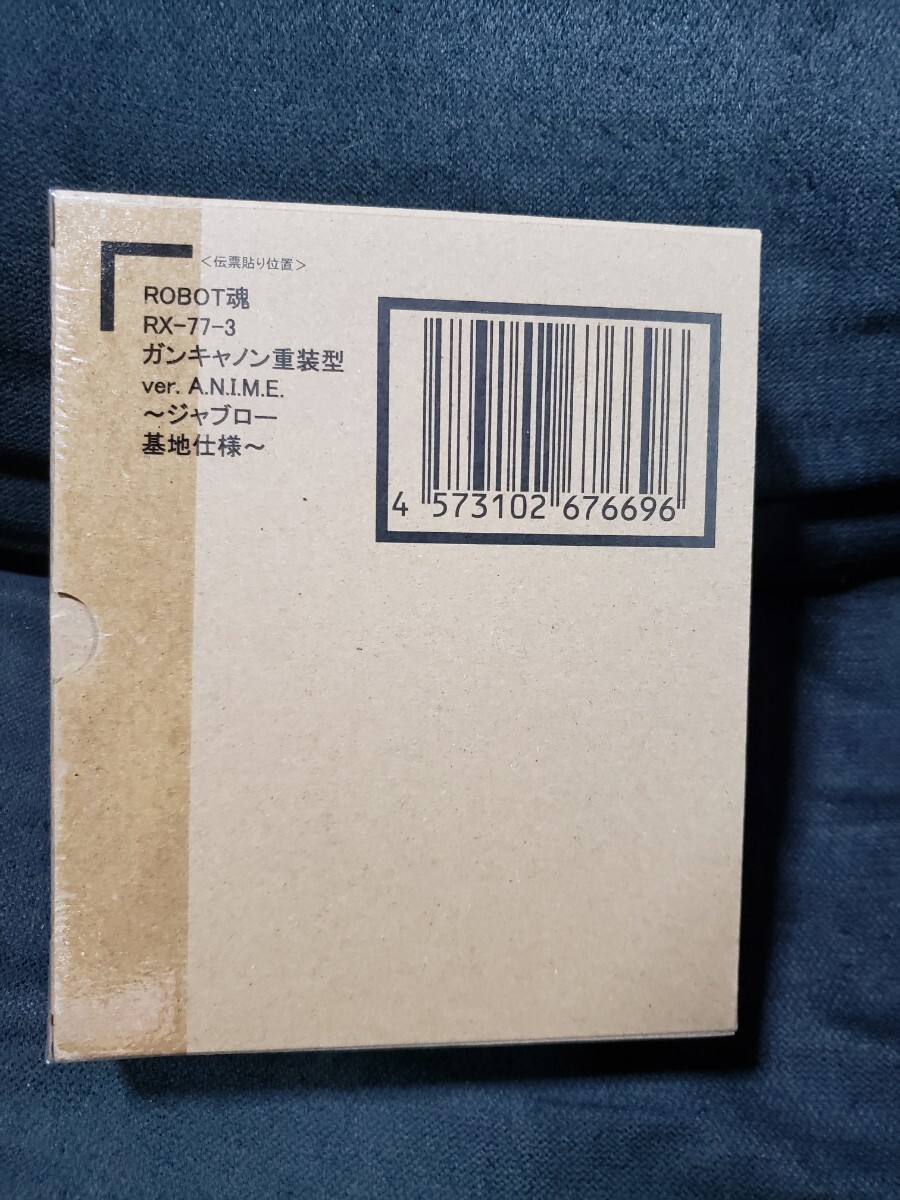 ＜伝票貼り位置＞
ROBOT魂
RX-77-3
ガンキャノン重装型
ver. A.N.I.M.E.
～ジャブロー
基地仕様～
4 573102 676696